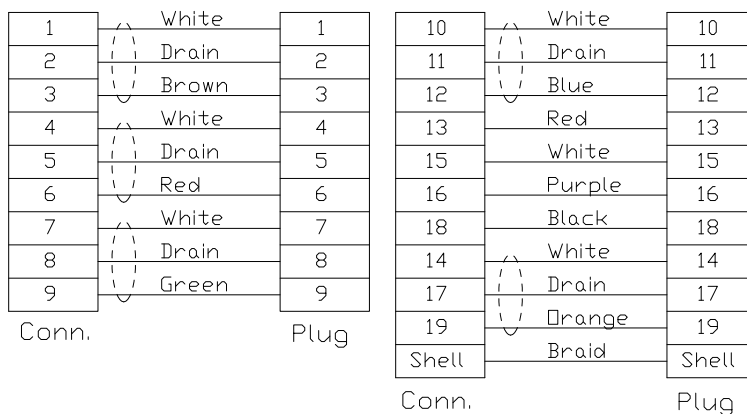 1 White 1
2 Drain 2
3 Brown 3
4 White 4
5 Drain 5
6 Red 6
7 White 7
8 Drain 8
9 Green 9
Conn. Plug
10 White 10
11 Drain 11
12 Blue 12
13 Red 13
15 White 15
16 Purple 16
18 Black 18
14 White 14
17 Drain 17
19 Orange 19
Shell Braid Shell
Conn. Plug